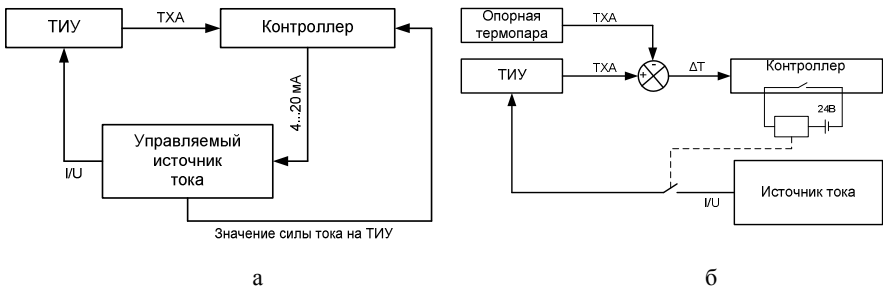 ТИУ
ТХА
Контроллер
4...20 мА
Управляемый
источник
тока
I/U
Значение силы тока на ТИУ
а
Опорная
термопара
ТХА
-
+
ТИУ
ТХА
ΔТ
Контроллер
24В
I/U
Источник тока
б